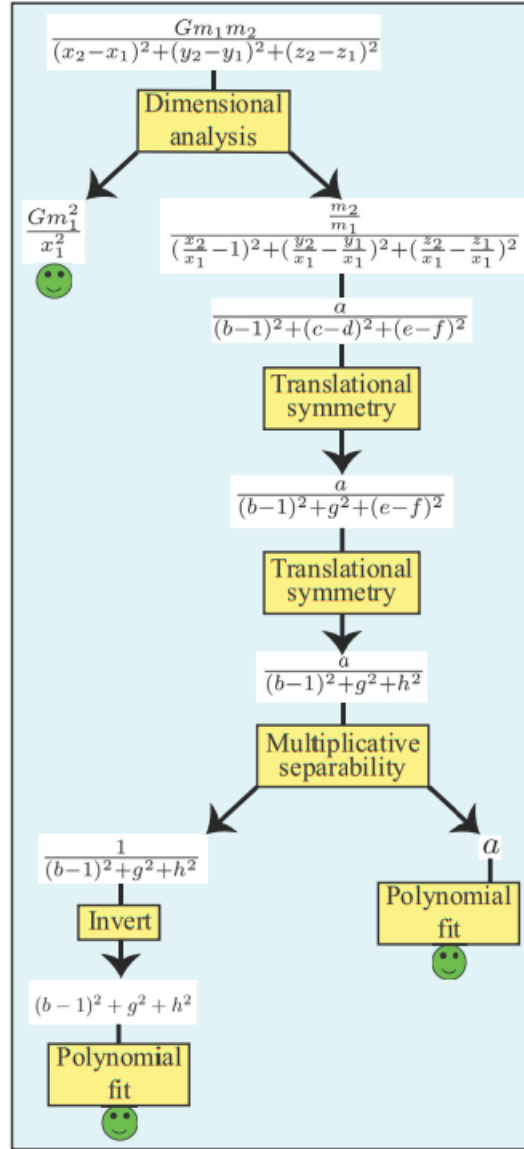 Gm₁m₂/((x₂−x₁)²+(y₂−y₁)²+(z₂−z₁)²)
Dimensional
analysis
Gm₁²/x₁²
(m₂/m₁)/((x₂/x₁−1)²+(y₂/x₁−y₁/x₁)²+(z₂/x₁−z₁/x₁)²)
a/((b−1)²+(c−d)²+(e−f)²)
Translational
symmetry
a/((b−1)²+g²+(e−f)²)
Translational
symmetry
a/((b−1)²+g²+h²)
Multiplicative
separability
1/((b−1)²+g²+h²)
a
Invert
Polynomial
fit
(b − 1)² + g² + h²
Polynomial
fit